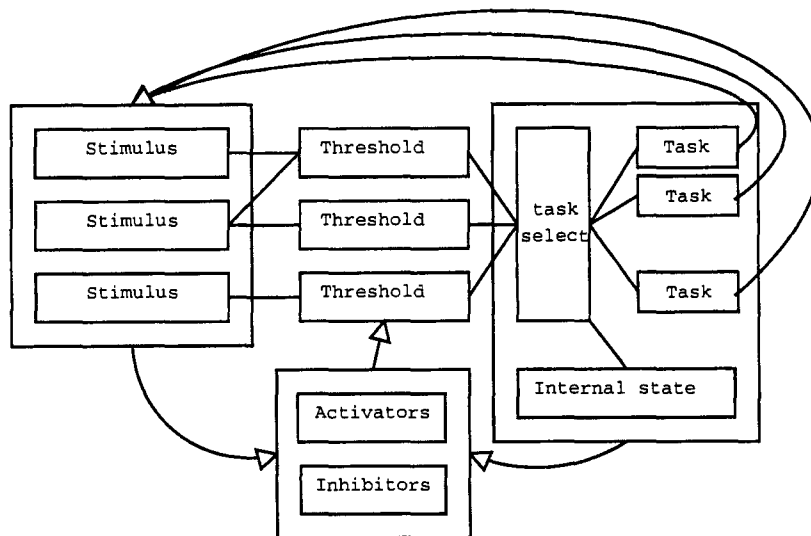 Stimulus
Stimulus
Stimulus
Threshold
Threshold
Threshold
task
select
Task
Task
Task
Internal state
Activators
Inhibitors